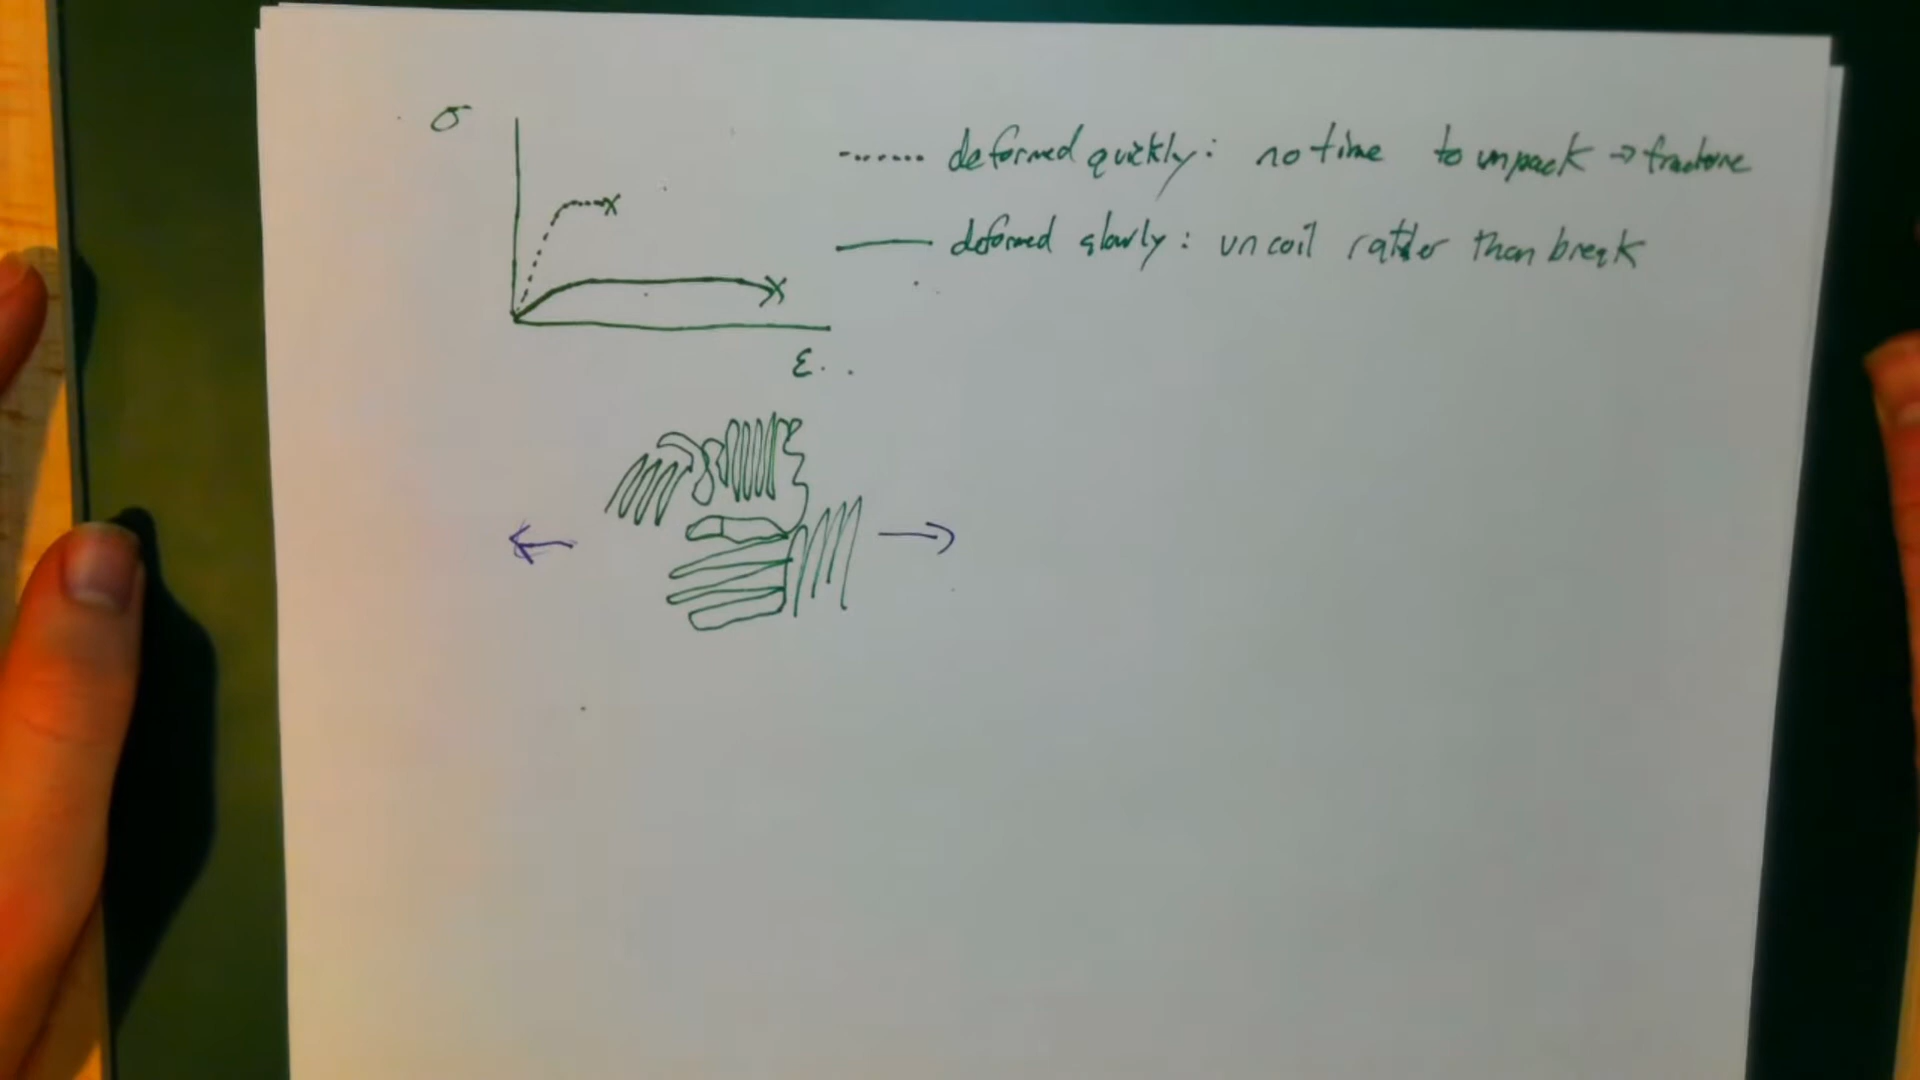 σ
deformed quickly: no time to unpack → fracture
deformed slowly: uncoil rather than break
ε